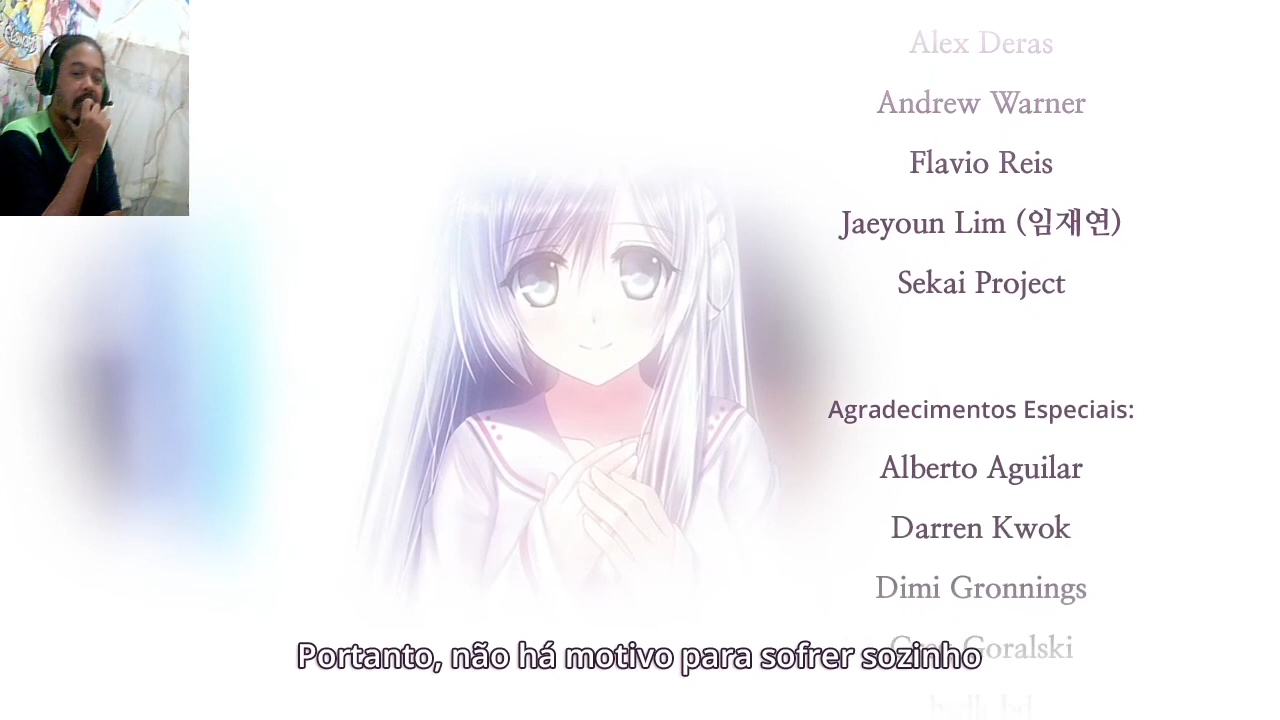 Alex Deras
Andrew Warner
Flavio Reis
Jaeyoun Lim (임재연)
Sekai Project
Agradecimentos Especiais:
Alberto Aguilar
Darren Kwok
Dimi Gronnings
Goralski
Portanto, não há motivo para sofrer sozinho